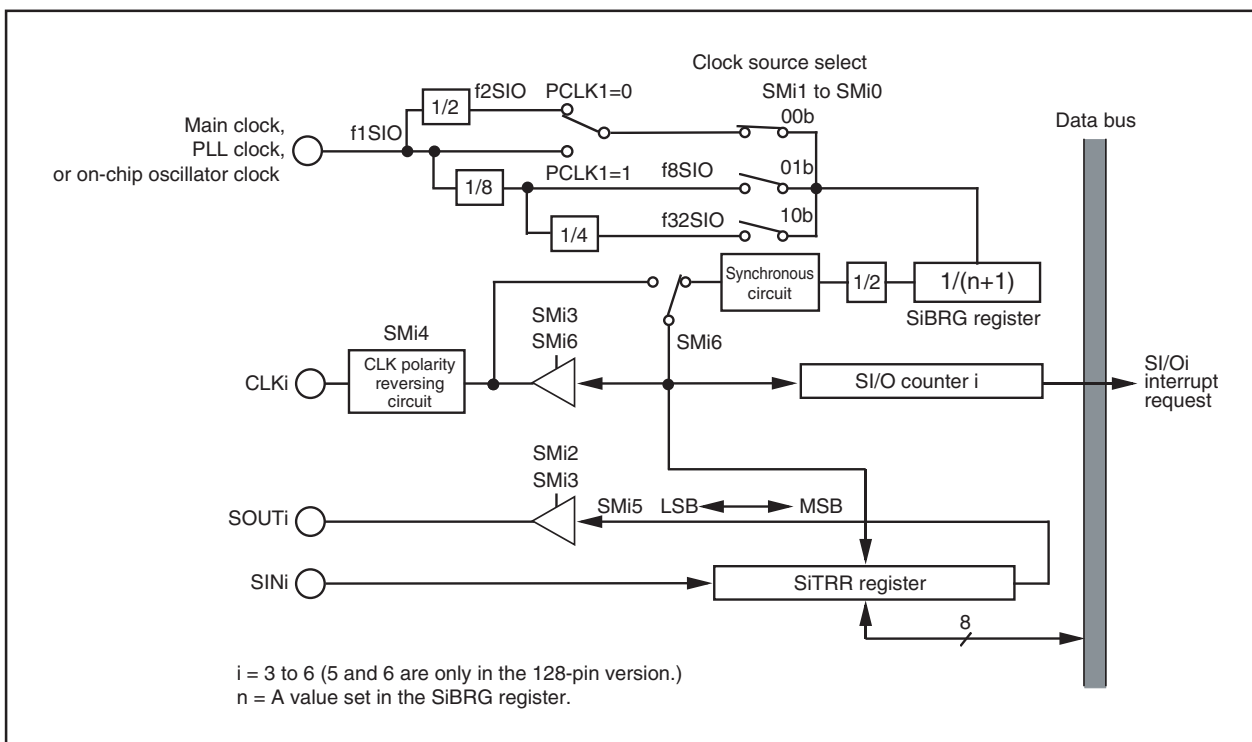 Clock source select
SMi1 to SMi0
f2SIO
PCLK1=0
1/2
00b
Data bus
Main clock,
PLL clock,
or on-chip oscillator clock
f1SIO
PCLK1=1
f8SIO
01b
1/8
f32SIO
10b
1/4
Synchronous
circuit
1/2
1/(n+1)
SiBRG register
SMi6
SMi4
SMi3
SMi6
CLKi
CLK polarity
reversing
circuit
SI/O counter i
SI/Oi
interrupt
request
SMi2
SMi3
SMi5
LSB
MSB
SOUTi
SINi
SiTRR register
8
i = 3 to 6 (5 and 6 are only in the 128-pin version.)
n = A value set in the SiBRG register.